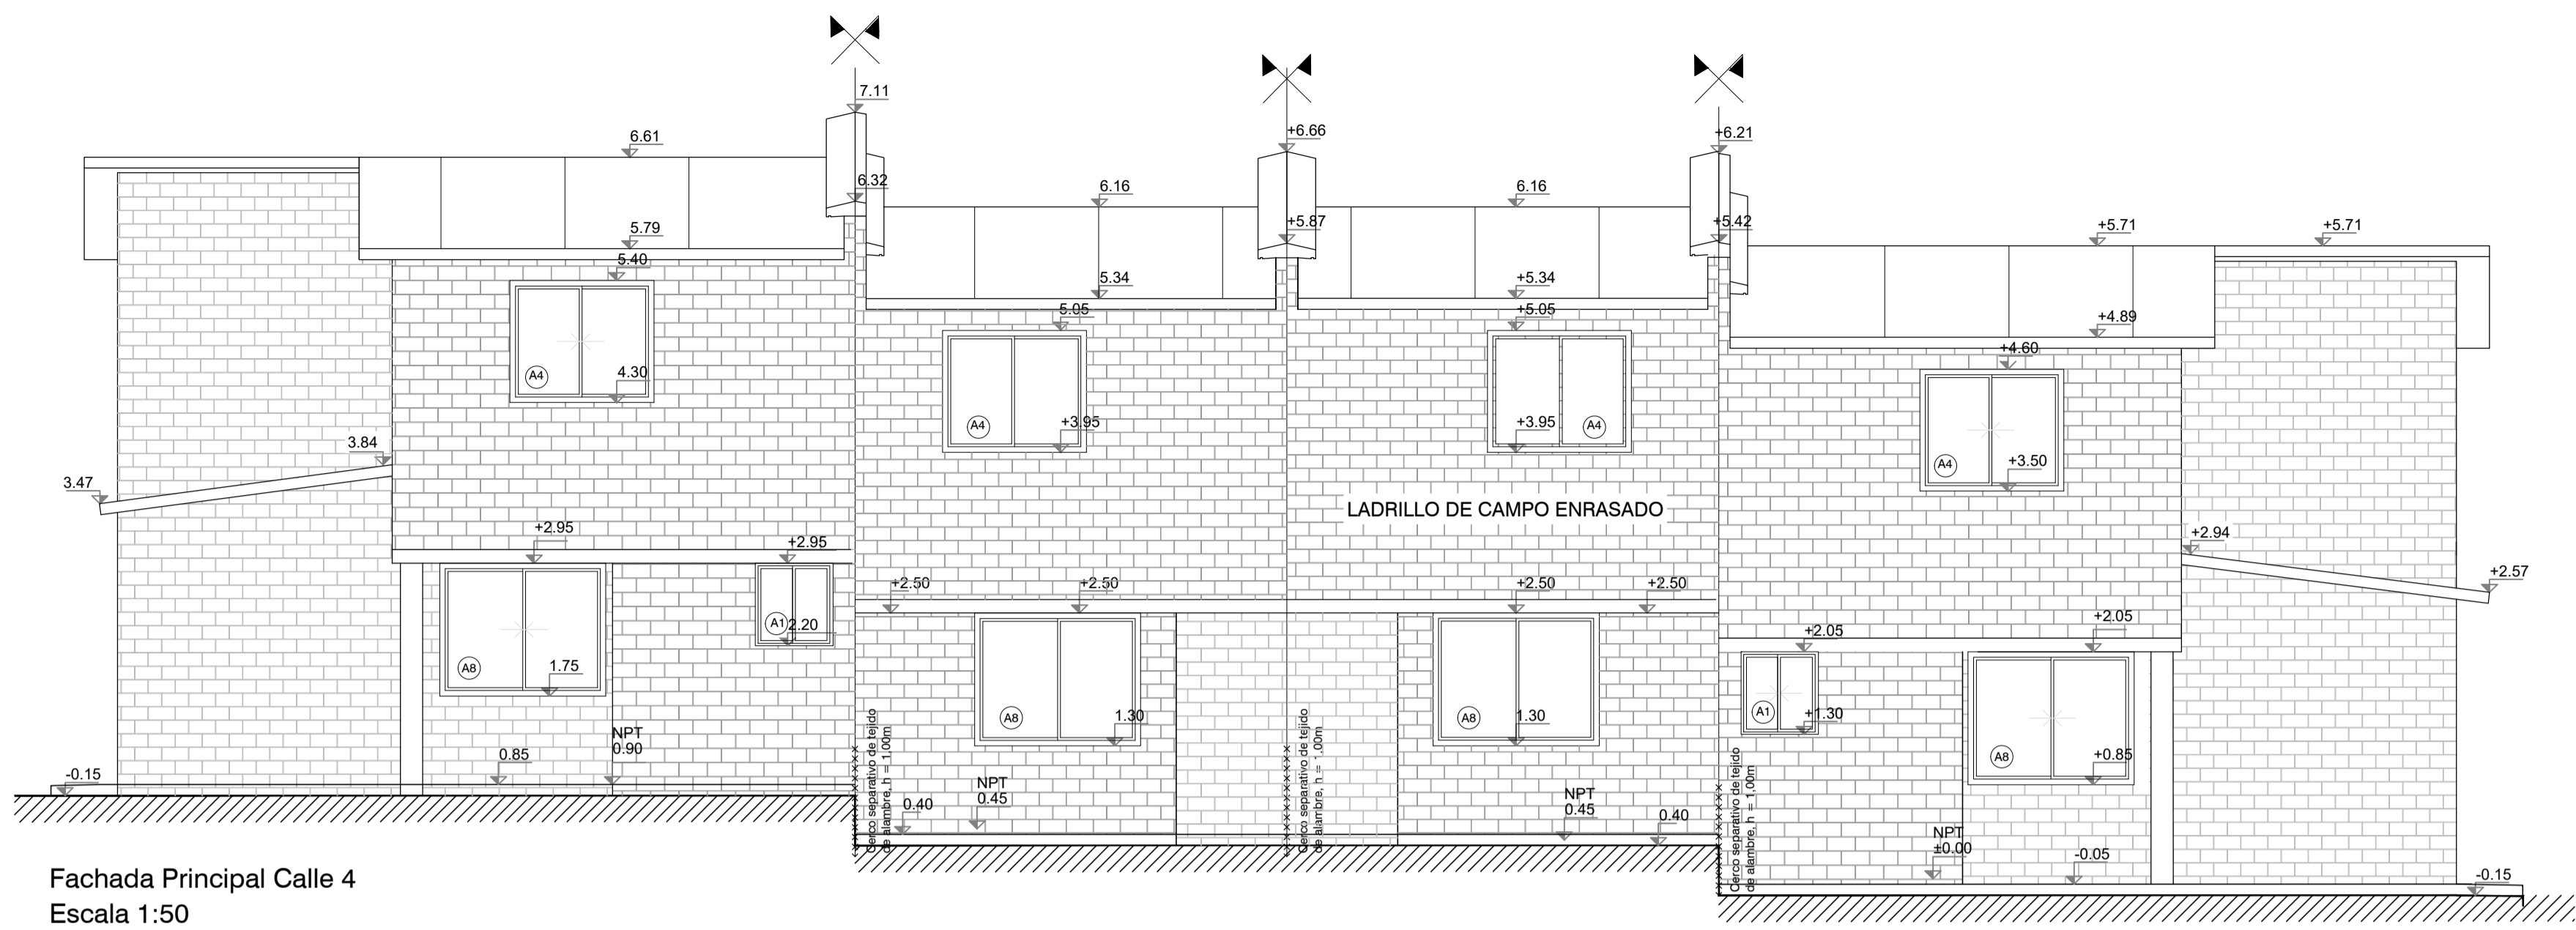 7.11
+6.66
+6.21
6.61
6.32
6.16
6.16
+5.87
+5.42
+5.71
+5.71
5.79
5.40
5.34
+5.34
5.05
+5.05
+4.89
+4.60
A4
4.30
A4
+3.95
+3.95
A4
A4
+3.50
3.84
3.47
LADRILLO DE CAMPO ENRASADO
+2.95
+2.95
+2.94
+2.57
+2.50
+2.50
+2.50
+2.50
+2.05
+2.05
A1
2.20
A8
1.75
A8
1.30
A8
1.30
A1
+1.30
A8
+0.85
NPT
0.90
0.85
-0.15
Cerco separativo de tejido
de alambre, h = 1,00m
Cerco separativo de tejido
de alambre, h = 1.00m
Cerco separativo de tejido
de alambre, h = 1,00m
0.40
NPT
0.45
NPT
0.45
0.40
NPT
±0.00
-0.05
-0.15
Fachada Principal Calle 4
Escala 1:50